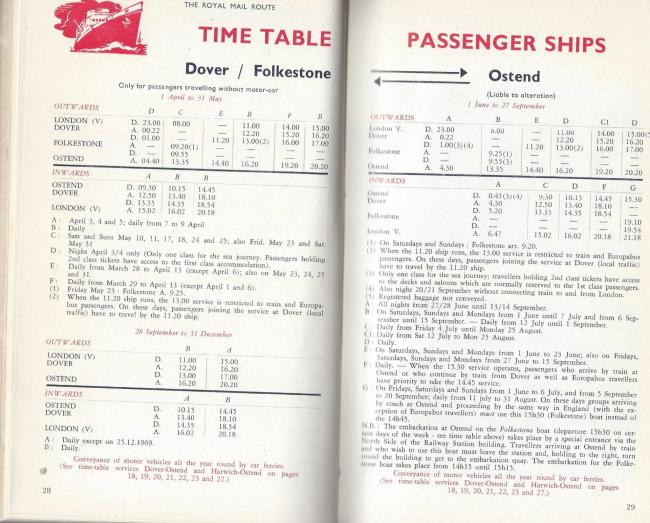 THE ROYAL MAIL ROUTE
TIME TABLE
Dover / Folkestone
Only for passengers travelling without motor-car
1 April to 31 May
OUTWARDS
D C E B F B
LONDON (V) D. 23.00 08.00 — 11.00 14.00 15.00
DOVER A. 00.22 — — 12.20 15.20 16.20
D. 01.00 — 11.20 13.00(2) 16.00 17.00
FOLKESTONE A. — 09.20(1) — — — —
D. — 09.55 — — — —
OSTEND A. 04.40 13.35 14.40 16.20 19.20 20.20
INWARDS
A B B
OSTEND D. 09.30 10.15 14.45
DOVER A. 12.50 13.40 18.10
D. 13.35 14.35 18.54
LONDON (V) A. 15.02 16.02 20.18
A : April 3, 4 and 5; daily from 7 to 9 April
B : Daily
C : Sats and Suns May 10, 11, 17, 18, 24 and 25; also Frid. May 23 and Sat. May 31
D : Night April 3/4 only (Only one class for the sea journey. Passengers holding
2nd class tickets have access to the first class accommodation).
E : Daily from March 28 to April 13 (except April 6); also on May 23, 24, 25
and 31.
F : Daily from March 29 to April 13 (except April 1 and 6).
(1) Friday May 23 : Folkestone A. 9.25.
(2) When the 11.20 ship runs, the 13.00 service is restricted to train and Europa-
bus passengers. On these days, passengers joining the service at Dover (local
traffic) have to travel by the 11.20 ship.
28 September to 31 December
OUTWARDS
B A
LONDON (V) D. 11.00 15.00
DOVER A. 12.20 16.20
D. 13.00 17.00
OSTEND A. 16.20 20.20
INWARDS
A B
OSTEND D. 10.15 14.45
DOVER A. 13.40 18.10
D. 14.35 18.54
LONDON (V) A. 16.02 20.18
A : Daily except on 25.12.1969.
B : Daily.
Conveyance of motor vehicles all the year round by car ferries.
(See time-table services Dover-Ostend and Harwich-Ostend on pages
18, 19, 20, 21, 22, 23 and 27.)
28
PASSENGER SHIPS
Ostend
(Liable to alteration)
1 June to 27 September
OUTWARDS A B E D C1 D
London V. D. 23.00 8.00 — 11.00 14.00 15.00(5
Dover A. 0.22 — — 12.20 15.20 16.20
D. 1.00(3)(4) — 11.20 13.00(2) 16.00 17.00
Folkestone A. — 9.25(1) — — — —
D. — 9.55(3) — — — —
Ostend A. 4.30 13.35 14.40 16.20 19.20 20.20
INWARDS A C D F G
Ostend D. 0.45(3)(4) 9.30 10.15 14.45 15.30
Dover A. 4.30 12.50 13.40 18.10 —
D. 5.20 13.35 14.35 18.54 —
Folkestone A. — — — — 19.10
D. — — — — 19.54
London V. A. 6.47 15.02 16.02 20.18 21.18
(1) On Saturdays and Sundays : Folkestone arr. 9.20.
(2) When the 11.20 ship runs, the 13.00 service is restricted to train and Europabus
passengers. On these days, passengers joining the service at Dover (local traffic)
have to travel by the 11.20 ship.
(3) Only one class for the sea journey; travellers holding 2nd class tickets have access
to the decks and saloons which are normally reserved to the 1st class passengers.
(4) Also night 20/21 September without connecting train to and from London.
(5) Registered baggage not conveyed.
A : All nights from 27/28 June until 13/14 September.
B : On Saturdays, Sundays and Mondays from 1 June until 7 July and from 6 Sep-
tember until 15 September. — Daily from 12 July until 1 September.
C : Daily from Friday 4 July until Monday 25 August.
C1: Daily from Sat 12 July to Mon 25 August.
D : Daily.
E : On Saturdays, Sundays and Mondays from 1 June to 23 June; also on Fridays,
Saturdays, Sundays and Mondays from 27 June to 15 September.
F : Daily. — When the 15.30 service operates, passengers who arrive by train at
Ostend or who continue by train from Dover as well as Europabus travellers
have priority to take the 14.45 service.
G : On Fridays, Saturdays and Sundays from 1 June to 6 July, and from 5 September
to 20 September; daily from 11 july to 31 August. On these days groups arriving
by coach at Ostend and proceeding by the same way in England (with the ex-
ception of Europabus travellers) must use this 15h30 (Folkestone) boat instead of
the 14h45.
N.B.: The embarkation at Ostend on the Folkestone boat (departure 15h30 on cer-
tain days of the week - see time table above) takes place by a special entrance via the
North Side of the Railway Station building. Travellers arriving at Ostend by train
and who wish to use this boat must leave the station and, holding to the right, turn
round the building to get to the embarkation quay. The embarkation for the Folke-
stone boat takes place from 14h15 until 15h15.
Conveyance of motor vehicles all the year round by car ferries.
(See time-table services Dover-Ostend and Harwich-Ostend on pages
18, 19, 20, 21, 22, 23 and 27.)
29